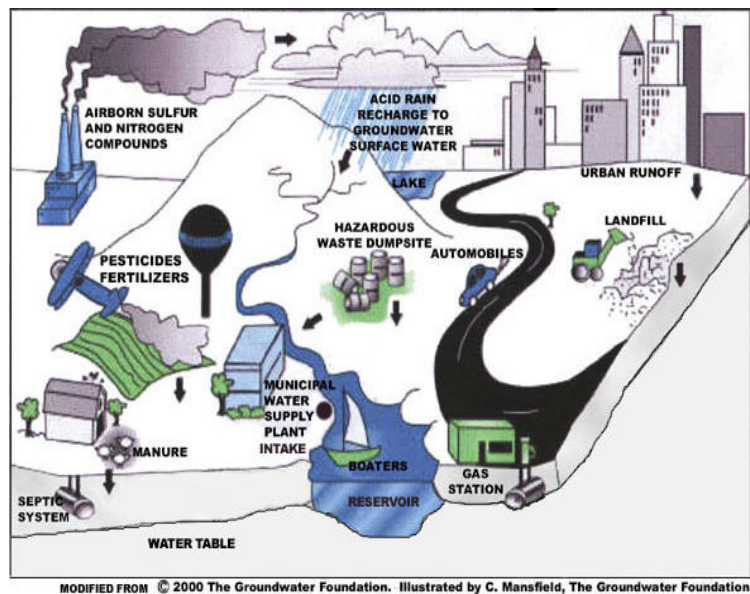 AIRBORN SULFUR
AND NITROGEN
COMPOUNDS
ACID RAIN
RECHARGE TO
GROUNDWATER
SURFACE WATER
LAKE
URBAN RUNOFF
PESTICIDES
FERTILIZERS
HAZARDOUS
WASTE DUMPSITE
AUTOMOBILES
LANDFILL
MUNICIPAL
WATER
SUPPLY
PLANT
INTAKE
MANURE
BOATERS
GAS
STATION
SEPTIC
SYSTEM
RESERVOIR
WATER TABLE
MODIFIED FROM © 2000 The Groundwater Foundation. Illustrated by C. Mansfield, The Groundwater Foundation